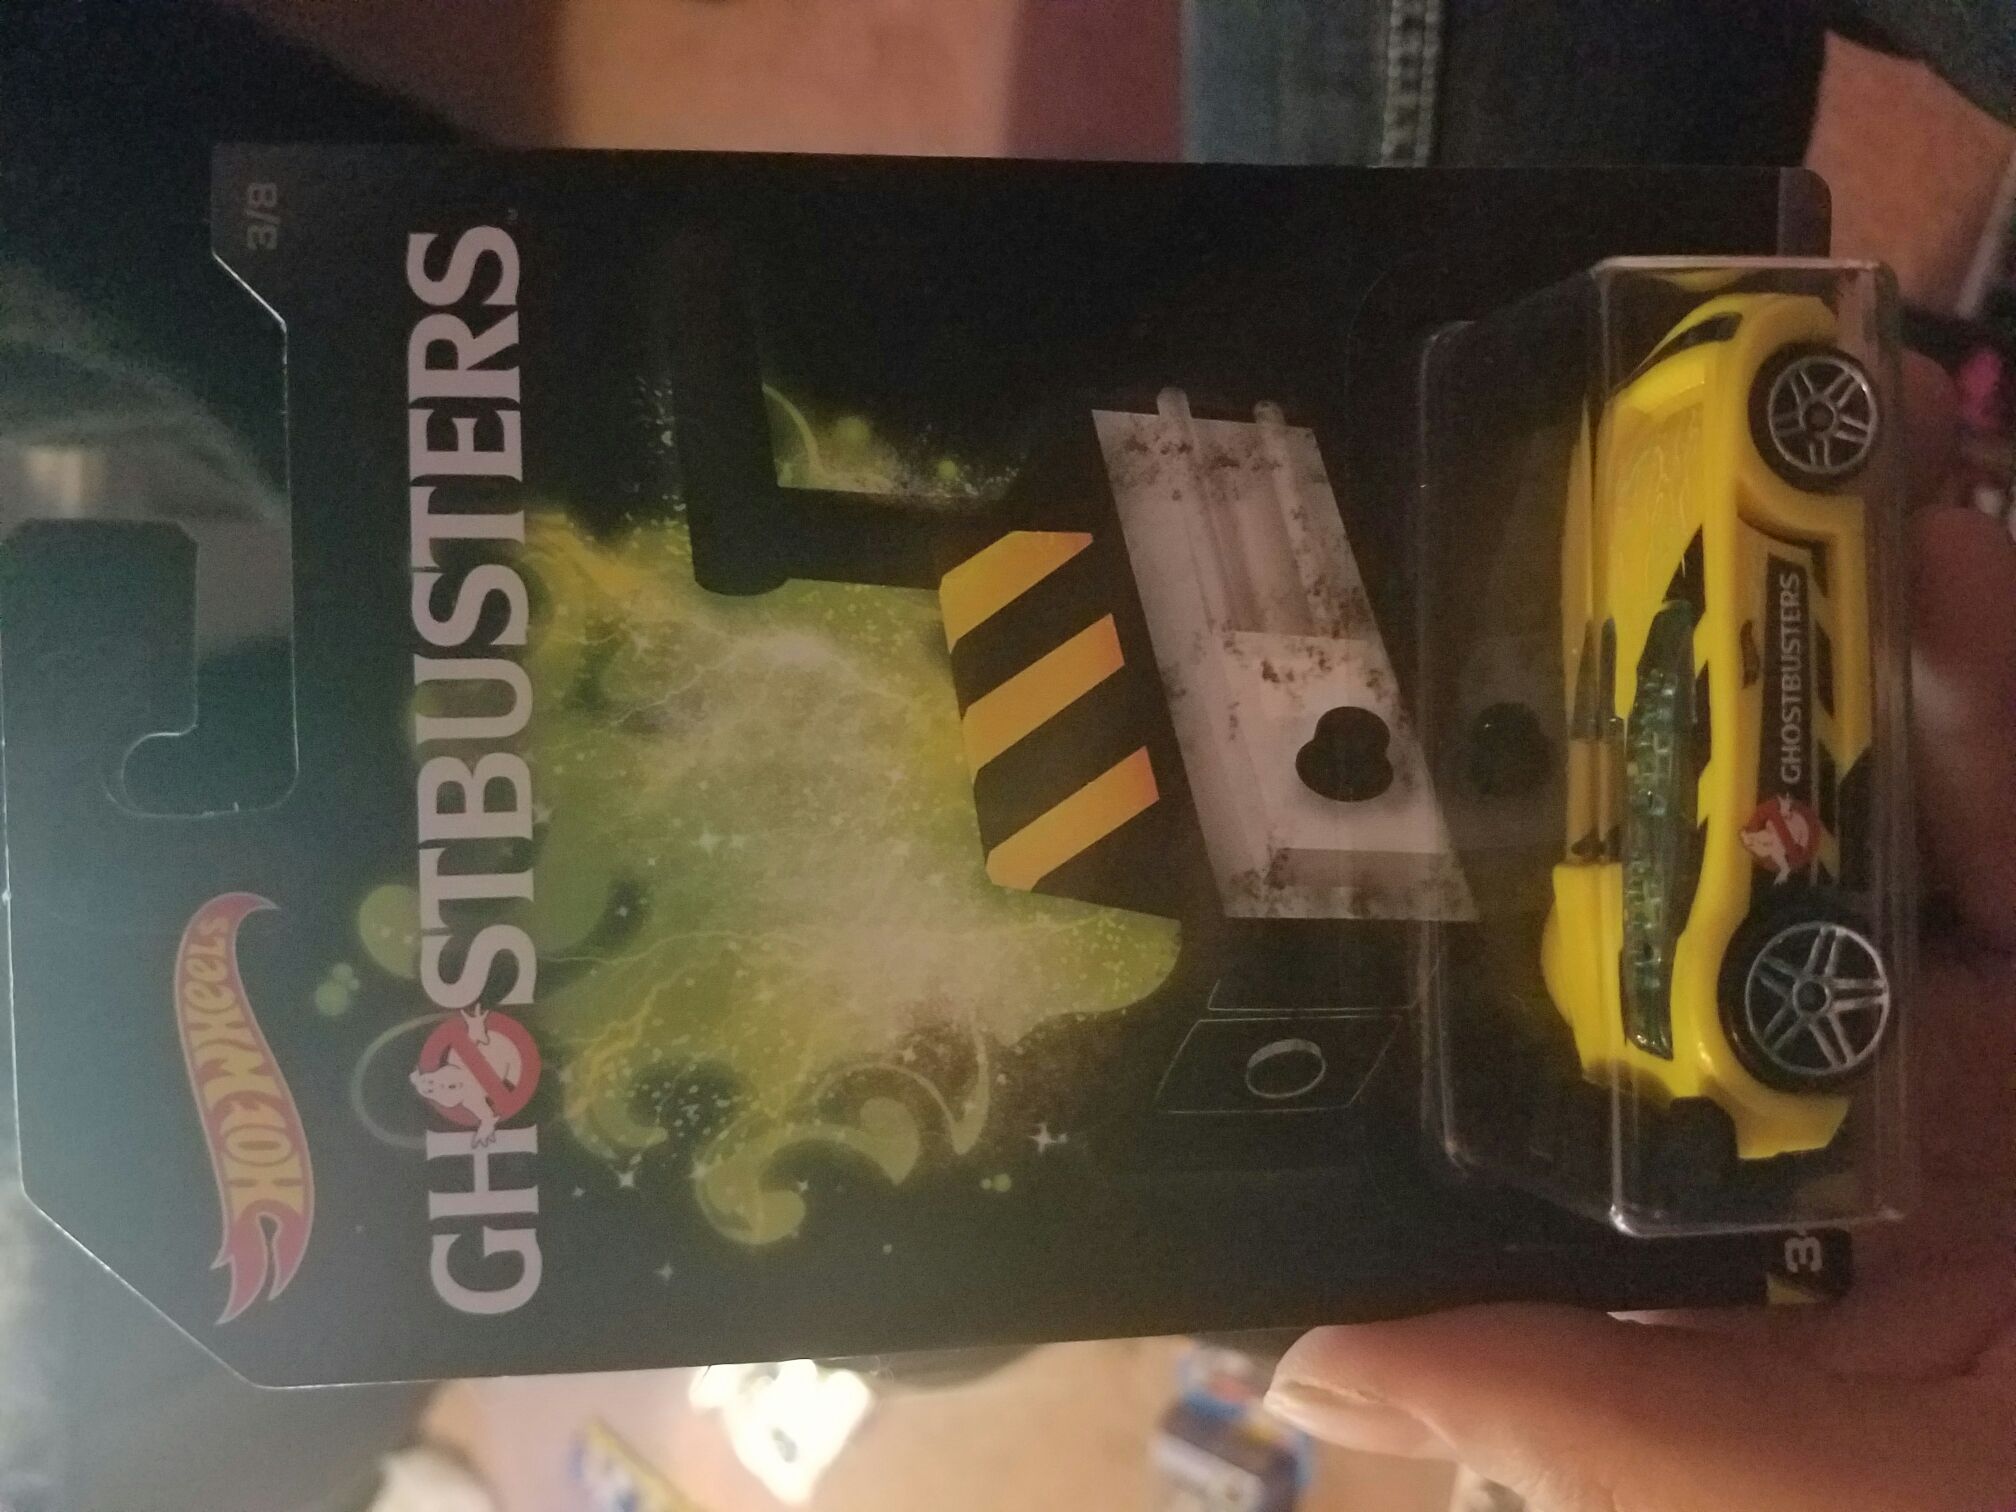 HOT WHEELS
3/8
GHOSTBUSTERS
GHOSTBUSTERS
3+